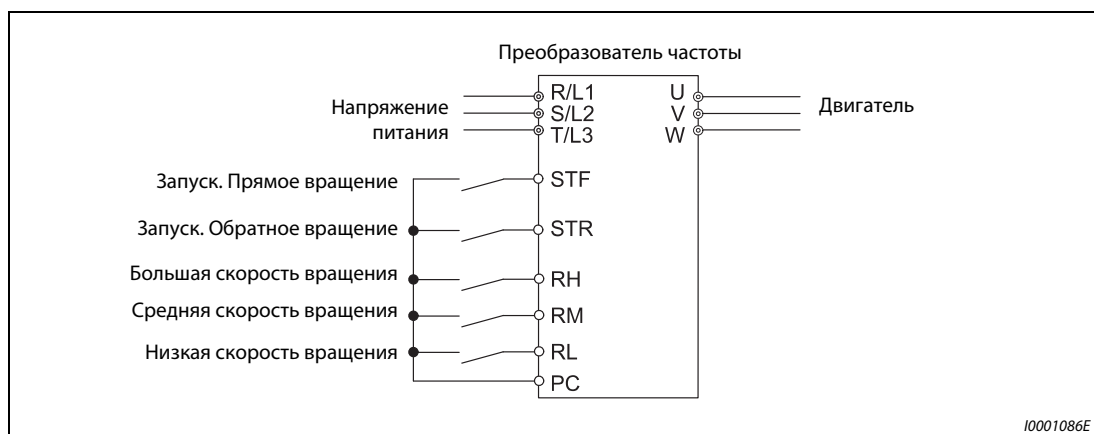 Преобразователь частоты
R/L1
S/L2
T/L3
U
V
W
Напряжение
питания
Двигатель
Запуск. Прямое вращение
STF
Запуск. Обратное вращение
STR
Большая скорость вращения
RH
Средняя скорость вращения
RM
Низкая скорость вращения
RL
PC
I0001086E